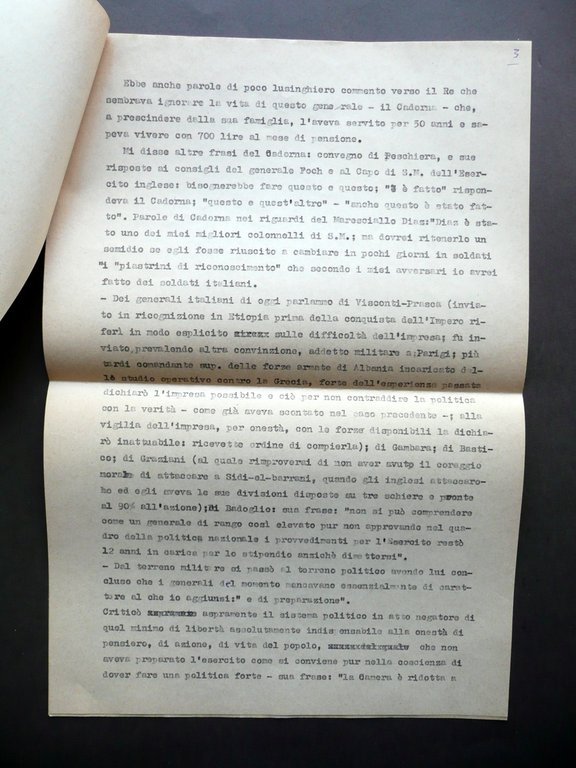 3
Ebbe anche parole di poco lusinghiero commento verso il Re che
sembrava ignorare la vita di questo generale - il Cadorna - che,
a prescindere dalla sua famiglia, l'aveva servito per 50 anni e sa-
peva vivere con 700 lire al mese di pensione.
Mi disse altre frasi del Cadorna: convegno di Peschiera, e sue
risposte ai consigli del generale Foch e al Capo di S.M. dell'Eser-
cito inglese: bisognerebbe fare questo e questo; "è fatto" rispon-
deva il Cadorna; "questo e quest'altro" - "anche questo è stato fat-
to". Parole di Cadorna nei riguardi del Maresciallo Diaz:"Diaz è sta-
to uno dei miei migliori colonnelli di S.M.; ma dovrei ritenerlo un
semidio se egli fosse riuscito a cambiare in pochi giorni in soldati
"i "piastrini di riconoscimento" che secondo i miei avversari io avrei
fatto dei soldati italiani.
- Dei generali italiani di oggi parlammo di Visconti-Prasca (invia-
to in ricognizione in Etiopia prima della conquista dell'Impero ri-
ferì in modo esplicito sulle difficoltà dell'impresa; fu in-
viato,prevalendo altra convinzione, addetto militare a Parigi; più
tardi comandante sup. delle forze armate di Albania incaricato del-
lo studio operativo contro la Grecia, forte dell'esperienza passata
dichiarò l'impresa possibile e ciò per non contraddire la politica
con la verità - come già aveva scontato nel caso precedente -; alla
vigilia dell'impresa, per onestà, con le forze disponibili la dichia-
rò inattuabile: ricevette ordine di compierla); di Gambara; di Basti-
co; di Graziani (al quale rimproverai di non aver avuto il coraggio
morale di attaccare a Sidi-el-barrani, quando gli inglesi attaccaro-
no ed egli aveva le sue divisioni disposte su tre schiere e pronte
al 90% all'azione);di Badoglio: sua frase: "non si può comprendere
come un generale di rango così elevato pur non approvando nel qua-
dro della politica nazionale i provvedimenti per l'Esercito restò
12 anni in carica per lo stipendio anzichè dimettersi".
- Dal terreno militare si passò al terreno politico avendo lui con-
cluso che i generali del momento mancavano essenzialmente di carat-
tere al che io aggiunsi:" e di preparazione".
Criticò aspramente il sistema politico in atto negatore di
quel minimo di libertà assolutamente indispensabile alla onestà di
pensiero, di azione, di vita del popolo, che non
aveva preparato l'esercito come si conviene pur nella coscienza di
dover fare una politica forte - sua frase: "la Camera è ridotta a